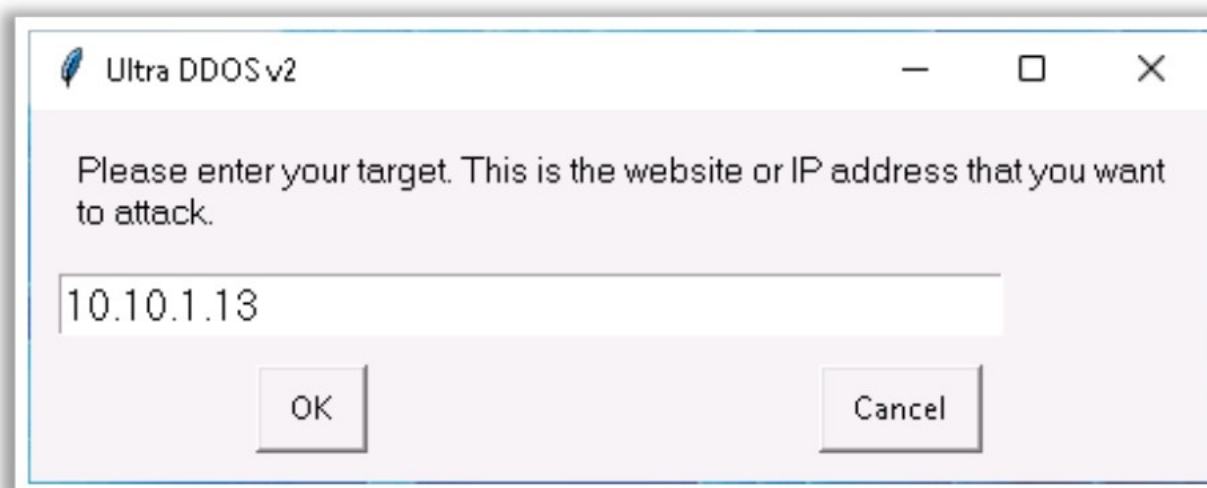 Ultra DDOS v2
Please enter your target. This is the website or IP address that you want
to attack.
10.10.1.13
OK
Cancel